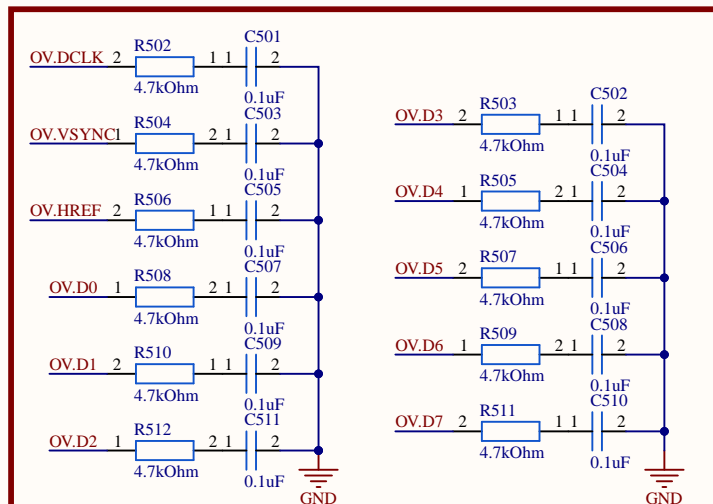 C501
R502
OV.DCLK 2 1 1 2
4.7kOhm 0.1uF
C503
R504
OV.VSYNC 1 2 1 2
4.7kOhm 0.1uF
C505
R506
OV.HREF 2 1 1 2
4.7kOhm 0.1uF
C507
R508
OV.D0 1 2 1 2
4.7kOhm 0.1uF
C509
R510
OV.D1 2 1 1 2
4.7kOhm 0.1uF
C511
R512
OV.D2 1 2 1 2
4.7kOhm 0.1uF
GND
C502
R503
OV.D3 2 1 1 2
4.7kOhm 0.1uF
C504
R505
OV.D4 1 2 1 2
4.7kOhm 0.1uF
C506
R507
OV.D5 2 1 1 2
4.7kOhm 0.1uF
C508
R509
OV.D6 1 2 1 2
4.7kOhm 0.1uF
C510
R511
OV.D7 2 1 1 2
4.7kOhm 0.1uF
GND